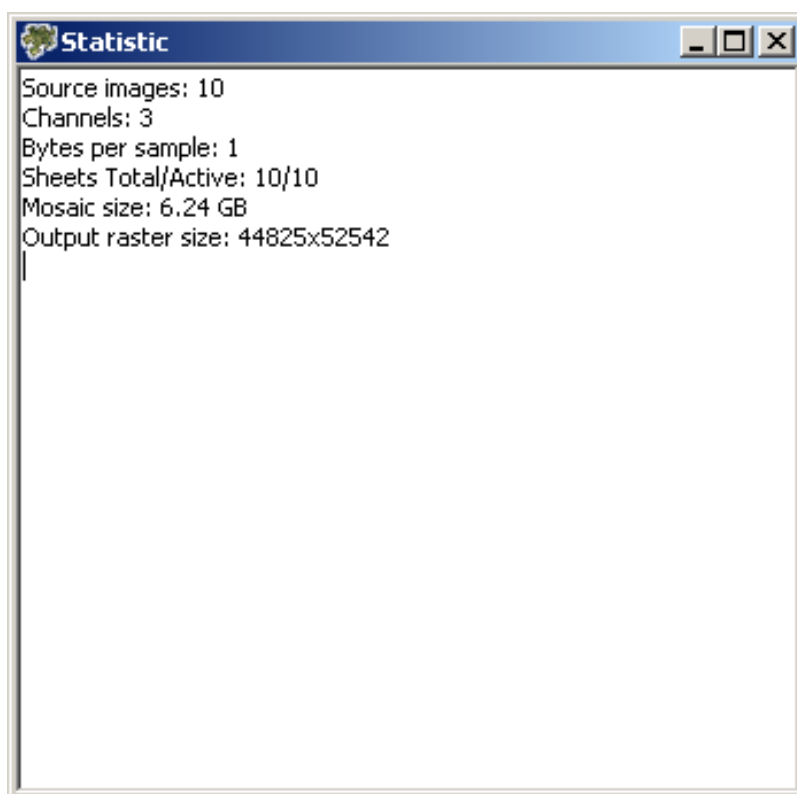 Statistic
Source images: 10
Channels: 3
Bytes per sample: 1
Sheets Total/Active: 10/10
Mosaic size: 6.24 GB
Output raster size: 44825x52542